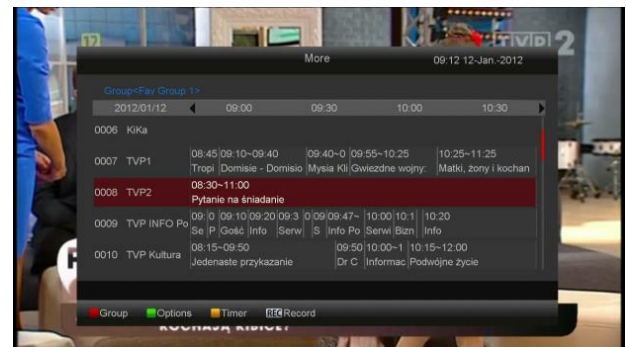 12
TVP2
More
09:12 12-Jan.-2012
Group<Fav Group 1>
2012/01/12 09:00 09:30 10:00 10:30
0006 KiKa
08:45 09:10~09:40 09:40~0 09:55~10:25 10:25~11:25
0007 TVP1
Tropi Domisie - Domisio Mysia Kli Gwiezdne wojny: Matki, żony i kochan
08:30~11:00
0008 TVP2
Pytanie na śniadanie
09: 0 09:10 09:20 09:3 0 09 09:47~ 10:00 10:1 10:20
0009 TVP INFO Po
Se P Gość Info Serw S Info Po Serwi Bizn Info
08:15~09:50 09:50 10:00~1 10:15~12:00
0010 TVP Kultura
Jedenaste przykazanie Dr C Informac Podwójne życie
Group Options Timer REC Record
KOCHAJĄ KIBICE?